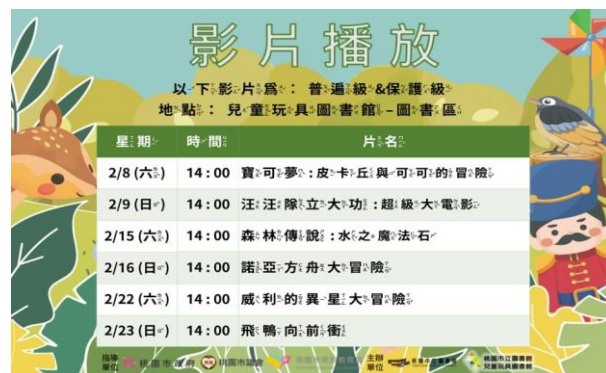 影片播放
以下影片為：普遍級&保護級
地點：兒童玩具圖書館-圖書區
星期 時間 片名
2/8 (六) 14:00 寶可夢:皮卡丘與可可的冒險
2/9 (日) 14:00 汪汪隊立大功:超級大電影
2/15 (六) 14:00 森林傳說:水之魔法石
2/16 (日) 14:00 諾亞方舟大冒險
2/22 (六) 14:00 威利的異星大冒險
2/23 (日) 14:00 飛鴨向前衝
指導單位 桃園市政府 桃園市議會 主辦單位 桃園市立圖書館 兒童玩具圖書館